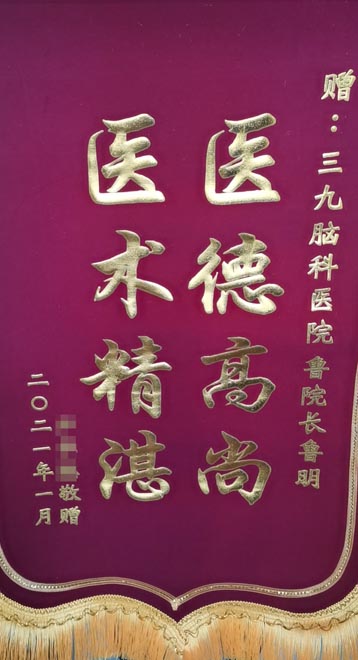 赠：三九脑科医院鲁院长鲁明
医德高尚
医术精湛
敬赠
二〇二一年一月